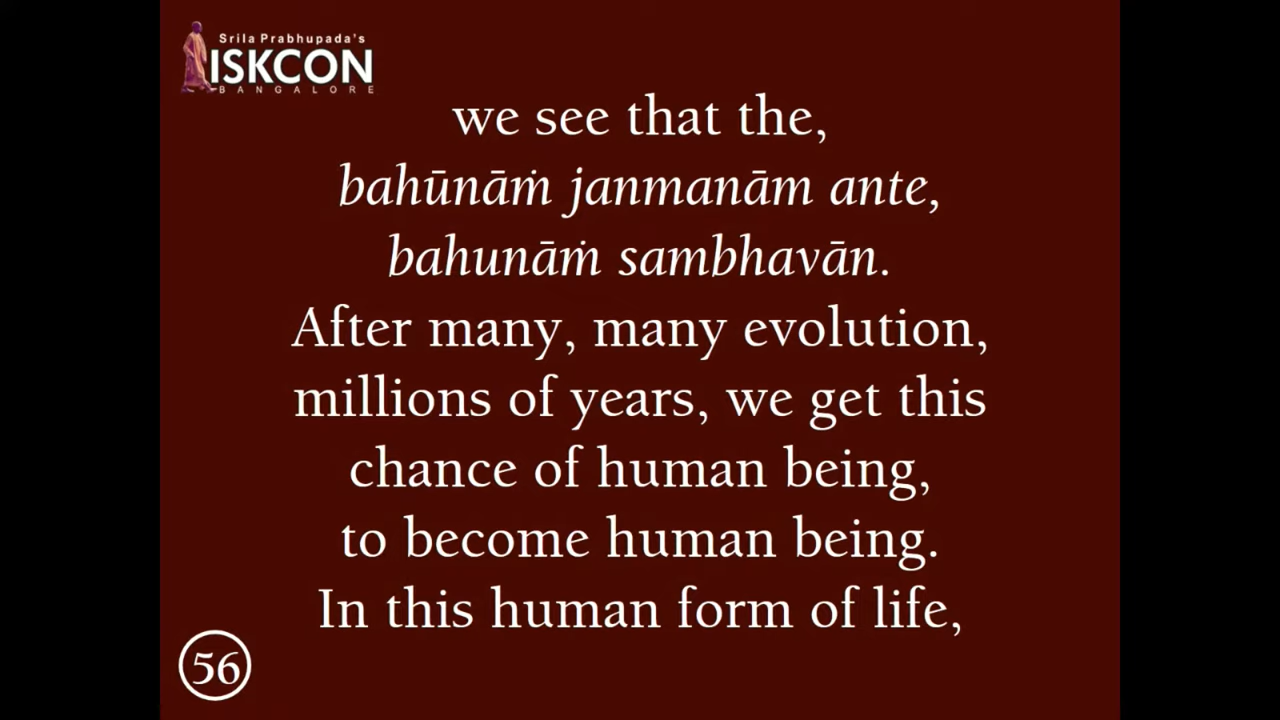 Srila Prabhupada's
ISKCON
BANGALORE
we see that the,
bahūnāṁ janmanām ante,
bahunāṁ sambhavān.
After many, many evolution,
millions of years, we get this
chance of human being,
to become human being.
In this human form of life,
56